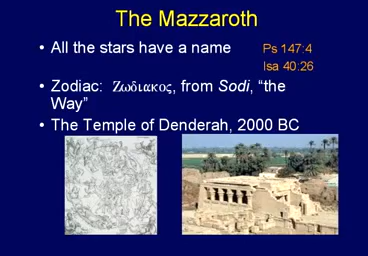 The Mazzaroth
• All the stars have a name Ps 147:4
Isa 40:26
• Zodiac: Ζωδιακος, from Sodi, “the
Way”
• The Temple of Denderah, 2000 BC